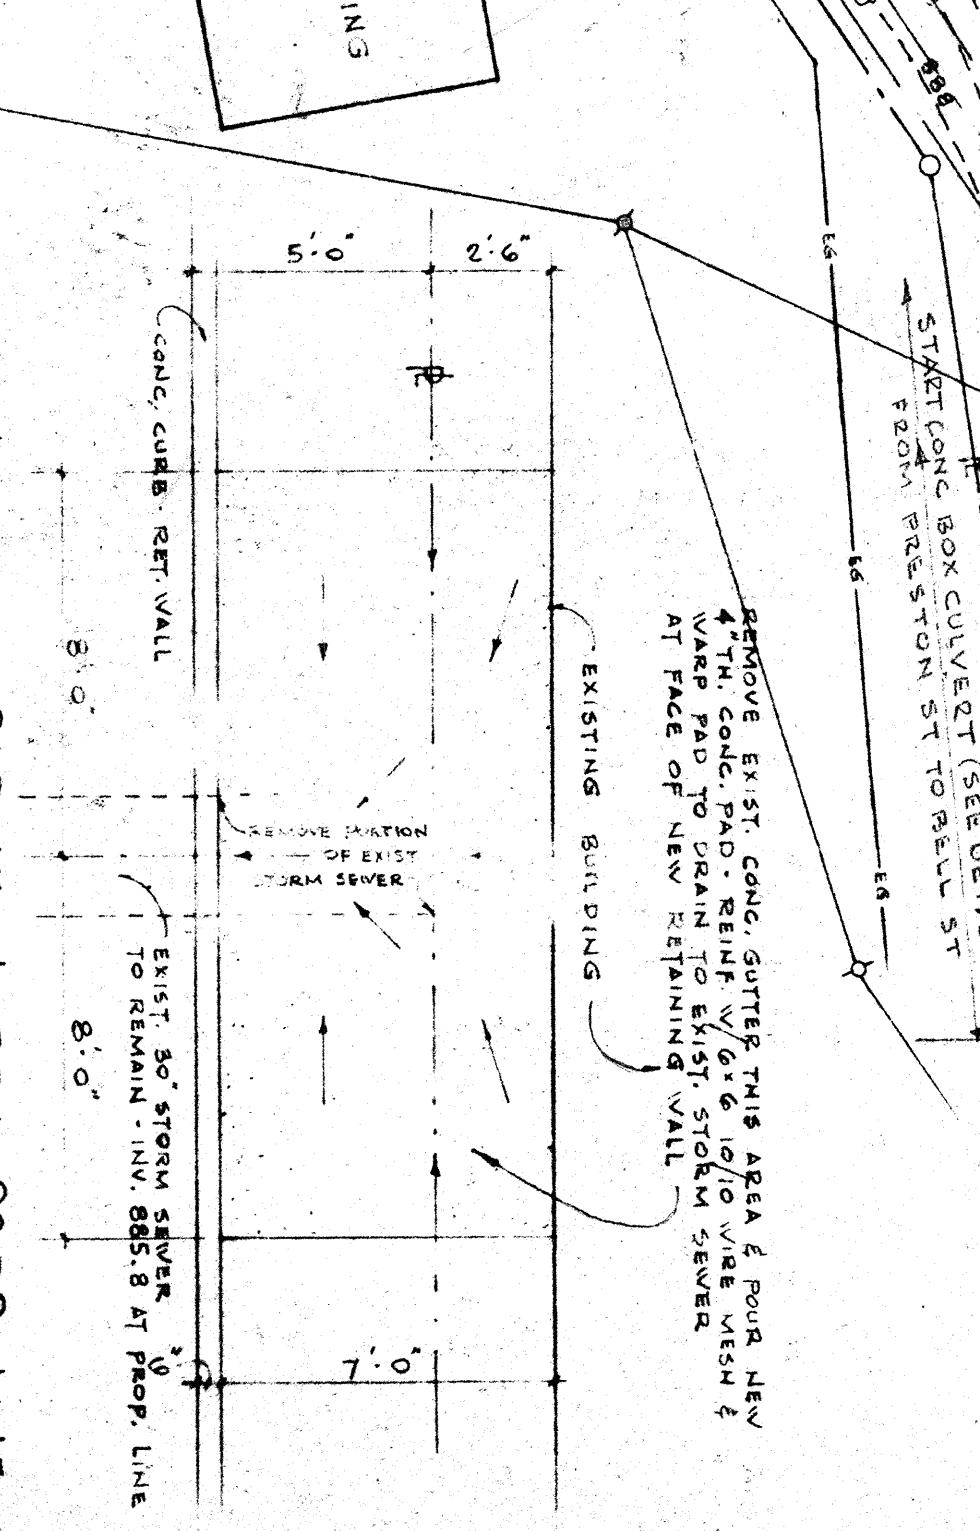 ING
888
5'-0"
2'-6"
EG
EG
EG
START CONC BOX CULVERT (SEE
FROM PRESTON ST TO BELL ST
CONC. CURB - RET. WALL
8'-0"
8'-0"
REMOVE PORTION
OF EXIST
STORM SEWER
EXISTING BUILDING
REMOVE EXIST. CONC. GUTTER THIS AREA & POUR NEW
4" TH. CONC. PAD - REINF. W/ 6x6 10/10 WIRE MESH &
WARP PAD TO DRAIN TO EXIST. STORM SEWER
AT FACE OF NEW RETAINING WALL
EXIST. 30" STORM SEWER
TO REMAIN - INV. 885.8 AT PROP. LINE
6"
7'-0"